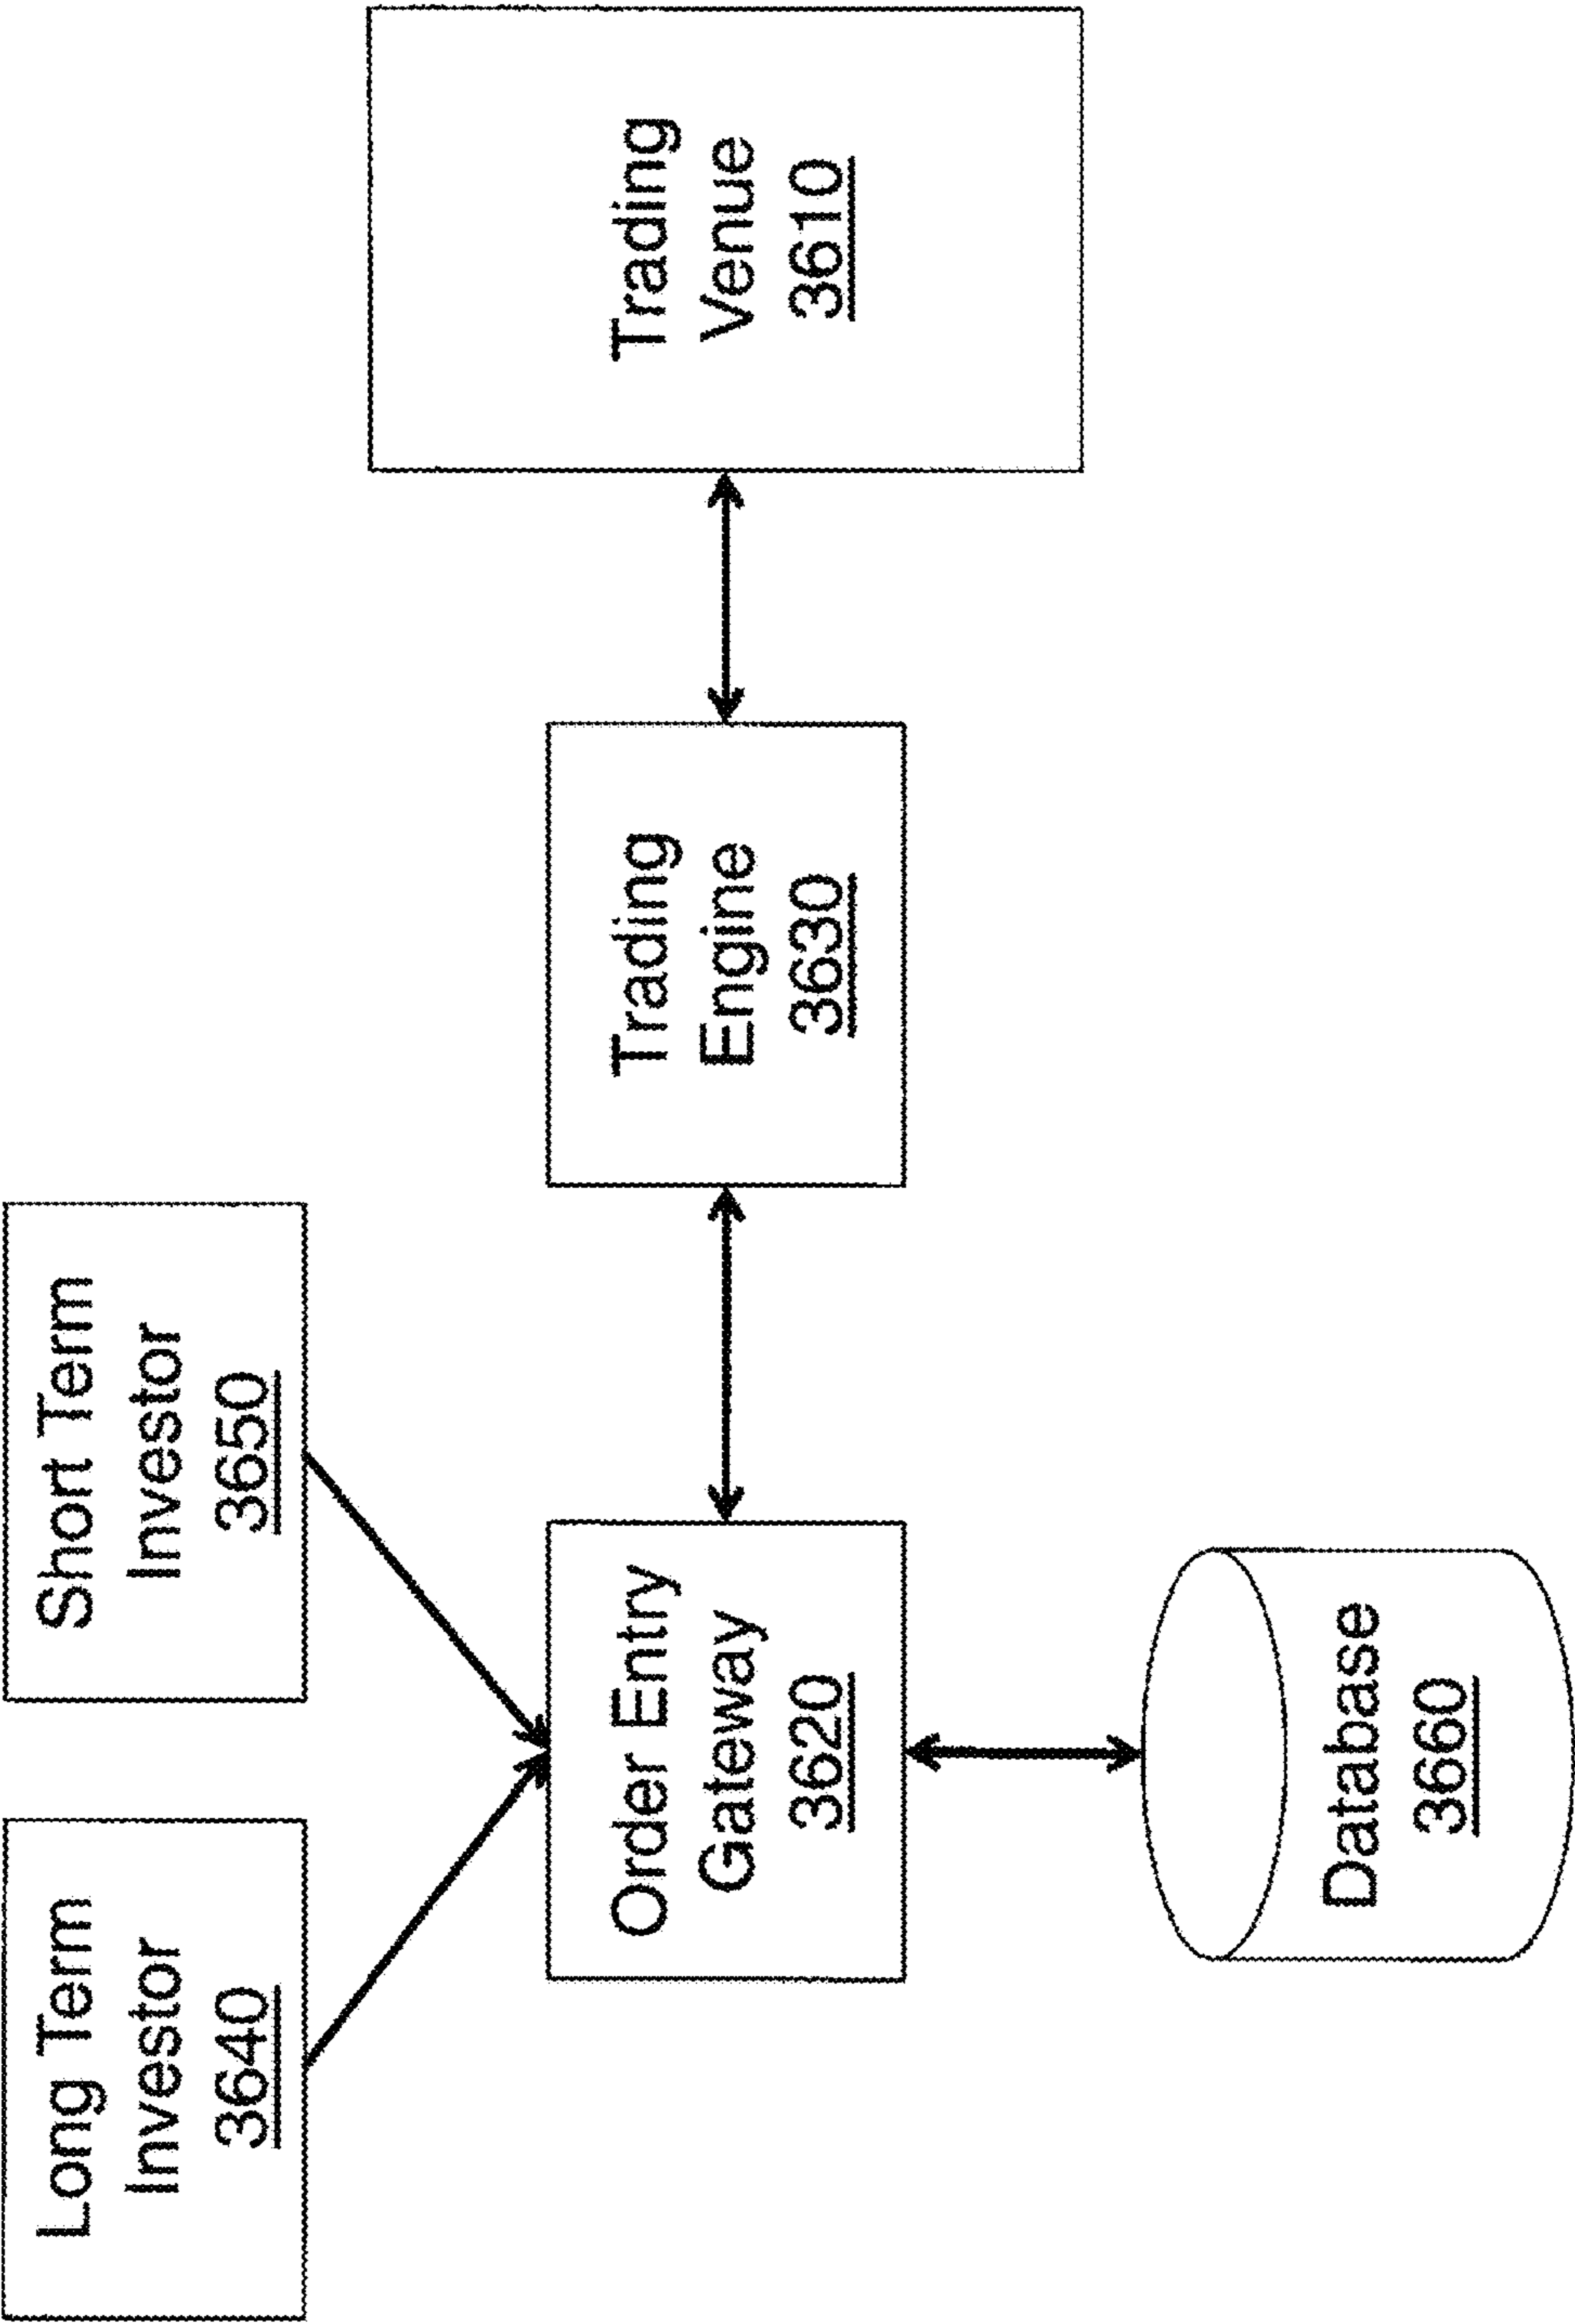 Long Term
Investor
3640
Short Term
Investor
3650
Order Entry
Gateway
3620
Trading
Engine
3630
Trading
Venue
3610
Database
3660